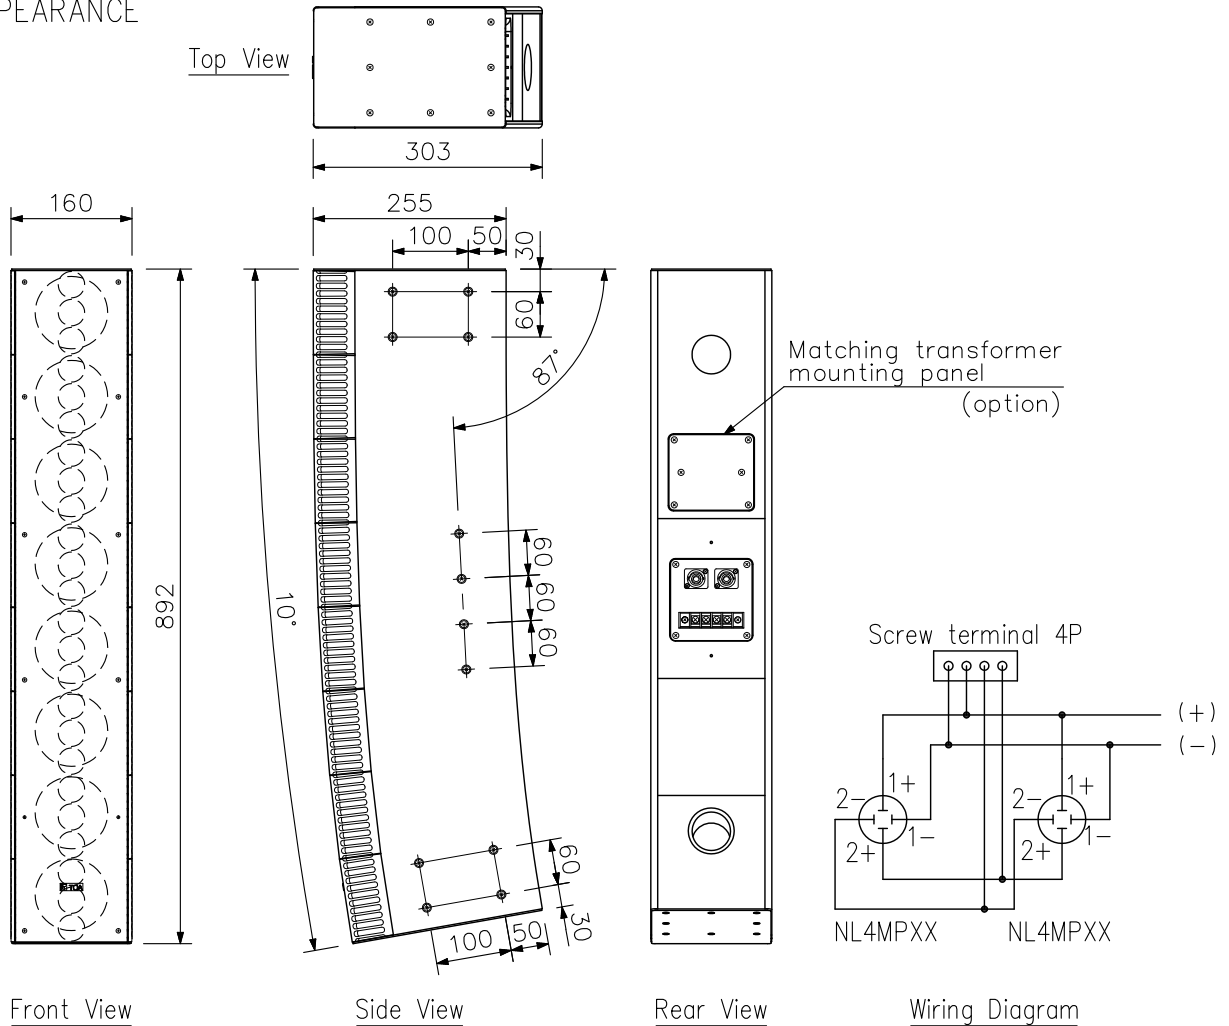 PEARANCE
Top View
303
160
255
100
50
30
60
87°
Matching transformer
mounting panel
(option)
60
60
60
892
10°
Screw terminal 4P
(+)
(−)
1+
2−
1−
2+
1+
2−
1−
2+
60
30
50
100
TOA
NL4MPXX
NL4MPXX
Front View
Side View
Rear View
Wiring Diagram